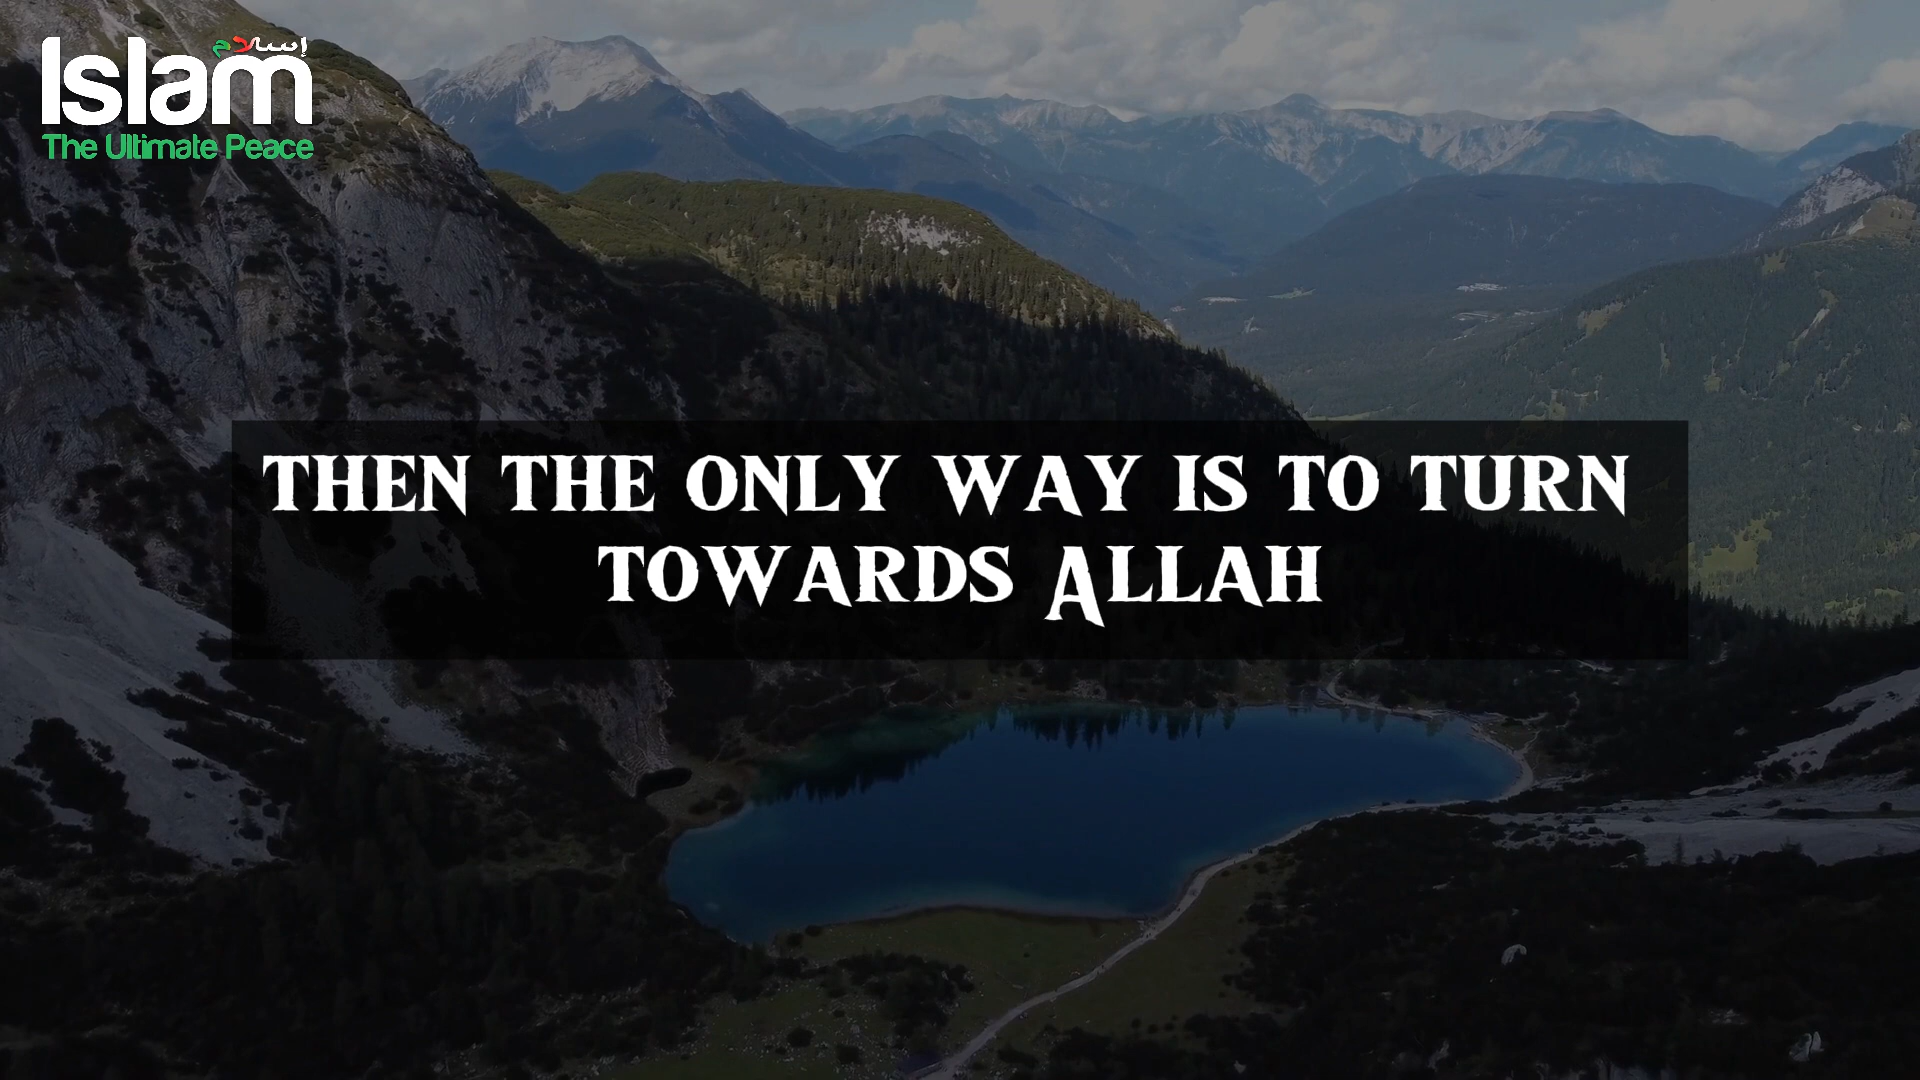 إسلام
Islam
The Ultimate Peace
THEN THE ONLY WAY IS TO TURN
TOWARDS ALLAH